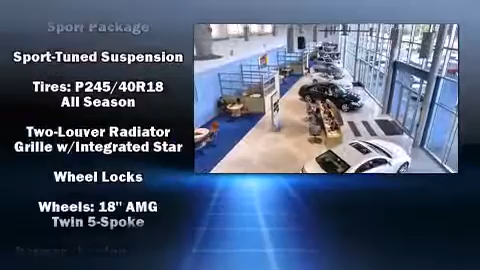 Sport Package
Sport-Tuned Suspension
Tires: P245/40R18
All Season
Two-Louver Radiator
Grille w/Integrated Star
Wheel Locks
Wheels: 18" AMG
Twin 5-Spoke